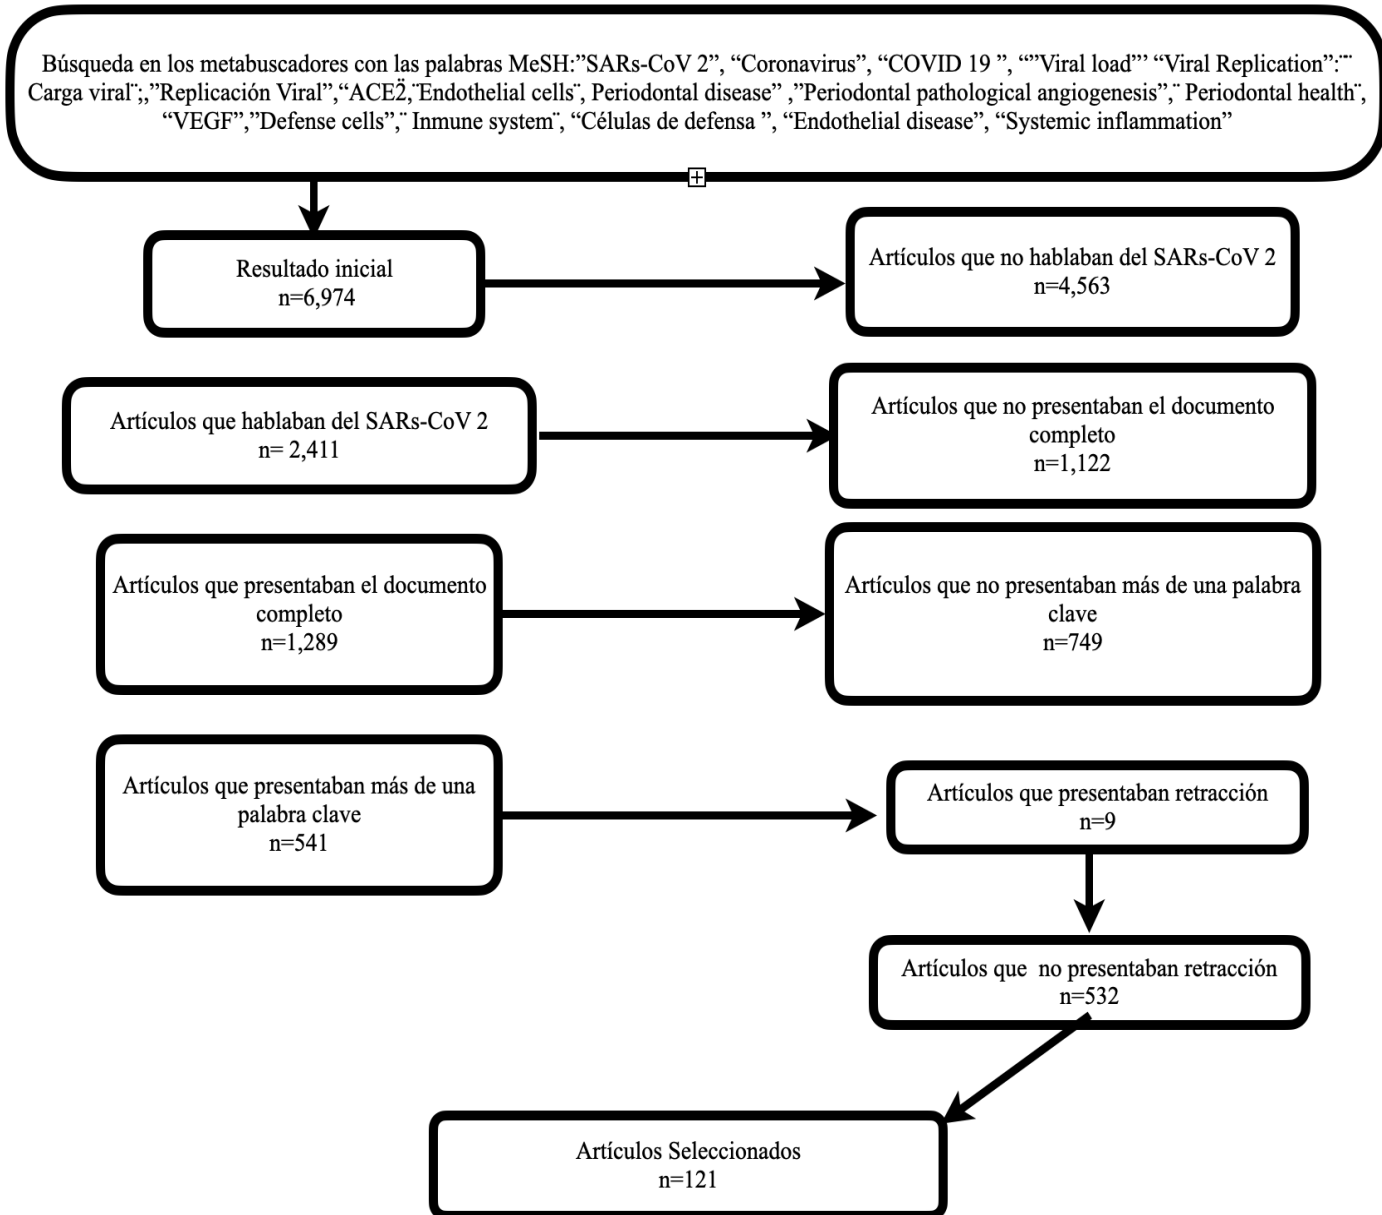 Búsqueda en los metabuscadores con las palabras MeSH:”SARs-CoV 2”, “Coronavirus”, “COVID 19 ”, “”Viral load”’ “Viral Replication”:¨¨
Carga viral¨;,”Replicación Viral”,“ACE2̈,¨Endothelial cells¨, Periodontal disease” ,”Periodontal pathological angiogenesis”,¨ Periodontal health¨,
“VEGF”,”Defense cells”,¨ Inmune system¨, “Células de defensa ”, “Endothelial disease”, “Systemic inflammation”
Resultado inicial
n=6,974
Artículos que no hablaban del SARs-CoV 2
n=4,563
Artículos que hablaban del SARs-CoV 2
n= 2,411
Artículos que no presentaban el documento
completo
n=1,122
Artículos que presentaban el documento
completo
n=1,289
Artículos que no presentaban más de una palabra
clave
n=749
Artículos que presentaban más de una
palabra clave
n=541
Artículos que presentaban retracción
n=9
Artículos que  no presentaban retracción
n=532
Artículos Seleccionados
n=121